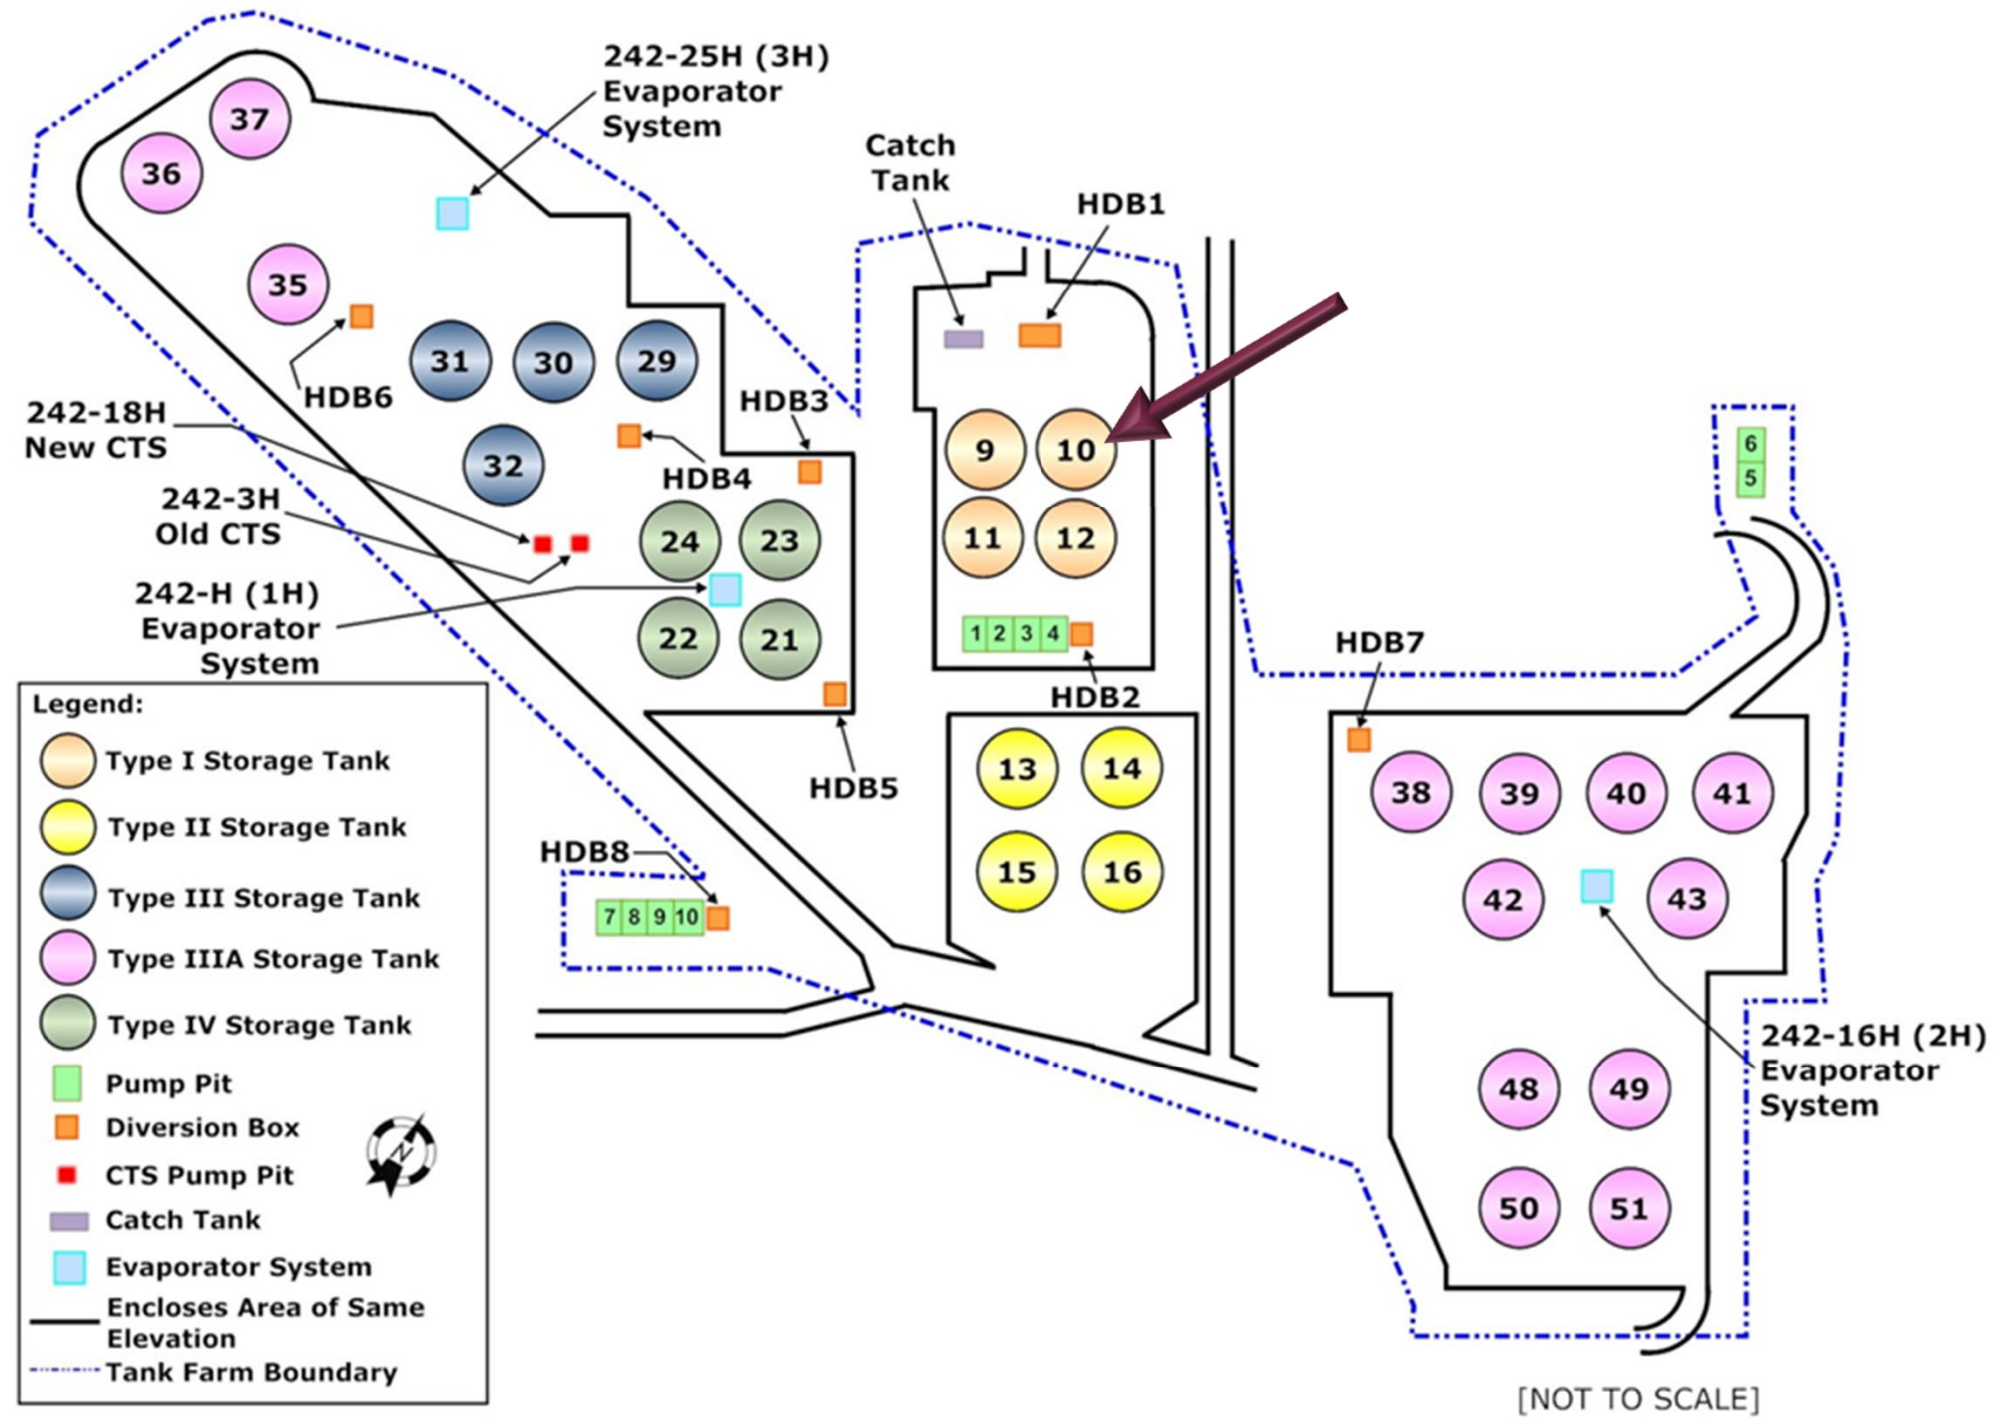 242-25H (3H)
Evaporator
System
Catch
Tank
HDB1
37
36
35
HDB6
31
30
29
242-18H
New CTS
HDB3
32
HDB4
242-3H
Old CTS
24
23
242-H (1H)
Evaporator
System
22
21
HDB5
9
10
11
12
1 2 3 4
HDB2
13
14
15
16
HDB8
7 8 9 10
6
5
HDB7
38
39
40
41
42
43
242-16H (2H)
Evaporator
System
48
49
50
51
Legend:
Type I Storage Tank
Type II Storage Tank
Type III Storage Tank
Type IIIA Storage Tank
Type IV Storage Tank
Pump Pit
Diversion Box
CTS Pump Pit
Catch Tank
Evaporator System
Encloses Area of Same
Elevation
Tank Farm Boundary
N
[NOT TO SCALE]